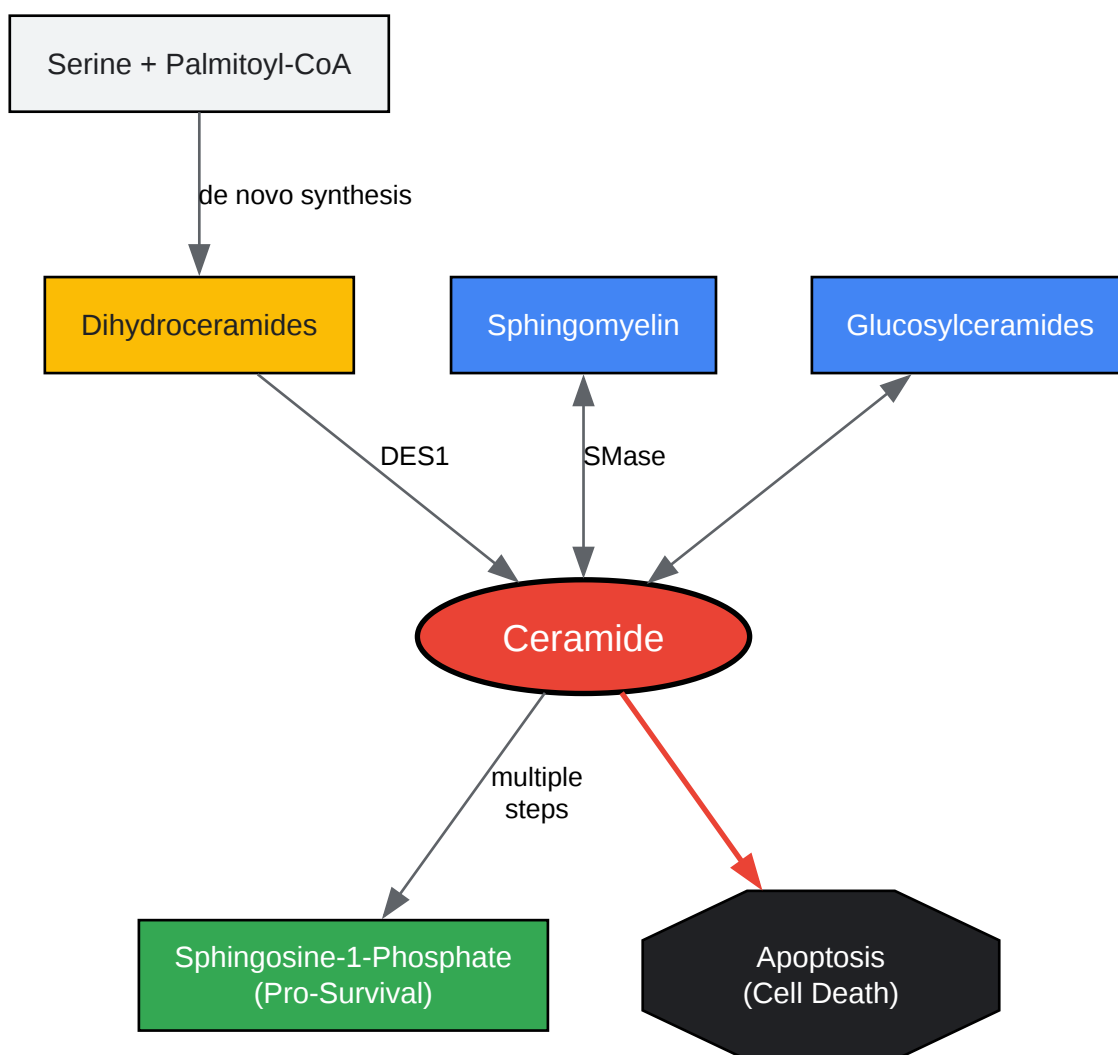 Serine + Palmitoyl-CoA
de novo synthesis
Dihydroceramides
Sphingomyelin
Glucosylceramides
DES1
SMase
Ceramide
multiple
steps
Sphingosine-1-Phosphate
(Pro-Survival)
Apoptosis
(Cell Death)